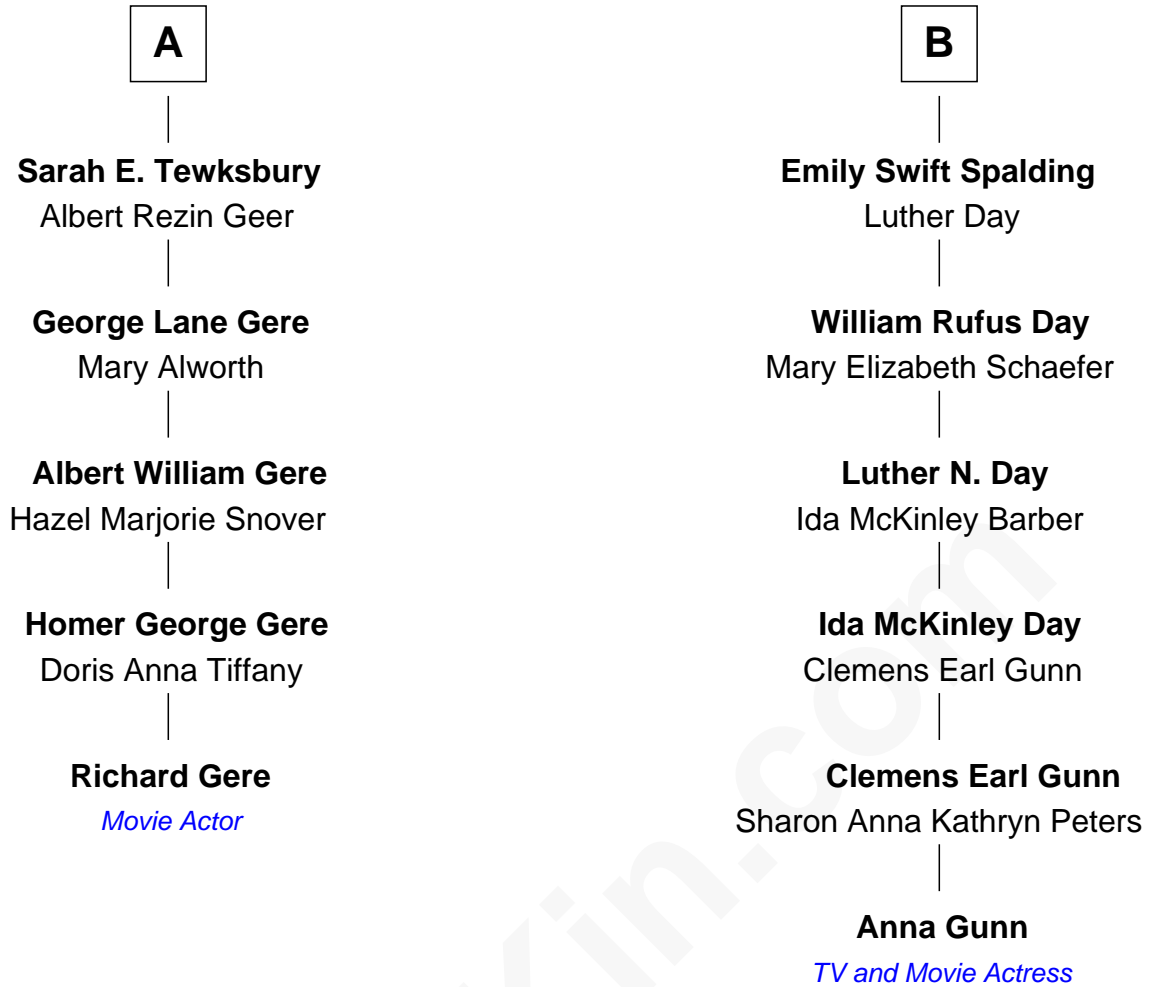 A
Sarah E. Tewksbury
Albert Rezin Geer
George Lane Gere
Mary Alworth
Albert William Gere
Hazel Marjorie Snover
Homer George Gere
Doris Anna Tiffany
Richard Gere
Movie Actor
B
Emily Swift Spalding
Luther Day
William Rufus Day
Mary Elizabeth Schaefer
Luther N. Day
Ida McKinley Barber
Ida McKinley Day
Clemens Earl Gunn
Clemens Earl Gunn
Sharon Anna Kathryn Peters
Anna Gunn
TV and Movie Actress
Kin.com